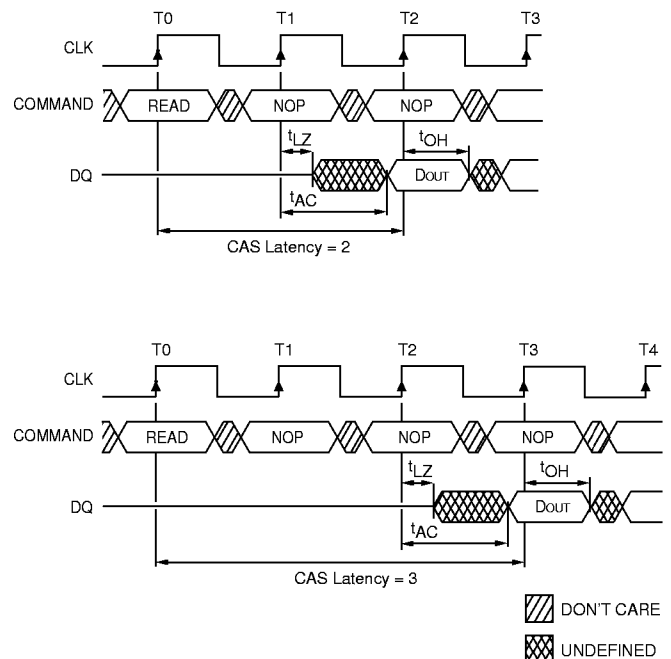 T0 T1 T2 T3
CLK
COMMAND READ NOP NOP
tLZ tOH
DQ DOUT
tAC
CAS Latency = 2
T0 T1 T2 T3 T4
CLK
COMMAND READ NOP NOP NOP
tLZ tOH
DQ DOUT
tAC
CAS Latency = 3
DON'T CARE
UNDEFINED